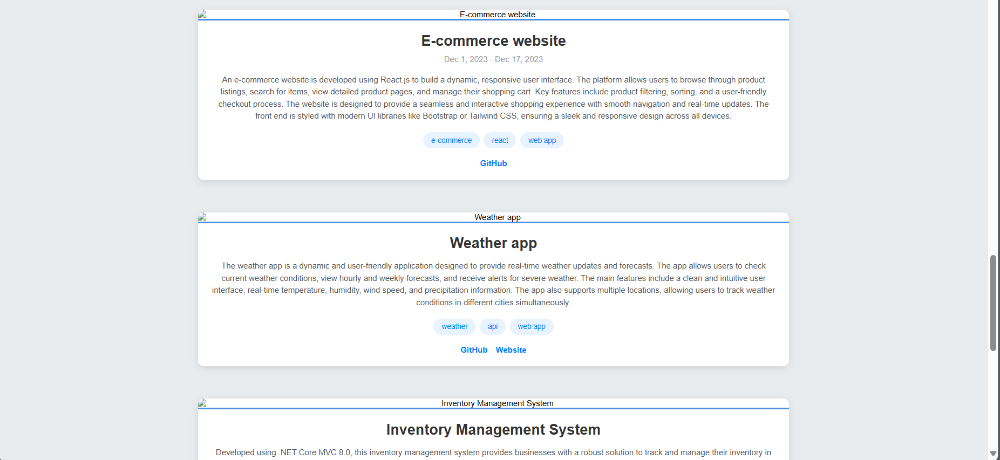 E-commerce website
E-commerce website
Dec 1, 2023 - Dec 17, 2023
An e-commerce website is developed using React.js to build a dynamic, responsive user interface. The platform allows users to browse through product
listings, search for items, view detailed product pages, and manage their shopping cart. Key features include product filtering, sorting, and a user-friendly
checkout process. The website is designed to provide a seamless and interactive shopping experience with smooth navigation and real-time updates. The
front end is styled with modern UI libraries like Bootstrap or Tailwind CSS, ensuring a sleek and responsive design across all devices.
e-commerce react web app
GitHub
Weather app
Weather app
The weather app is a dynamic and user-friendly application designed to provide real-time weather updates and forecasts. The app allows users to check
current weather conditions, view hourly and weekly forecasts, and receive alerts for severe weather. The main features include a clean and intuitive user
interface, real-time temperature, humidity, wind speed, and precipitation information. The app also supports multiple locations, allowing users to track weather
conditions in different cities simultaneously.
weather api web app
GitHub Website
Inventory Management System
Inventory Management System
Developed using .NET Core MVC 8.0, this inventory management system provides businesses with a robust solution to track and manage their inventory in